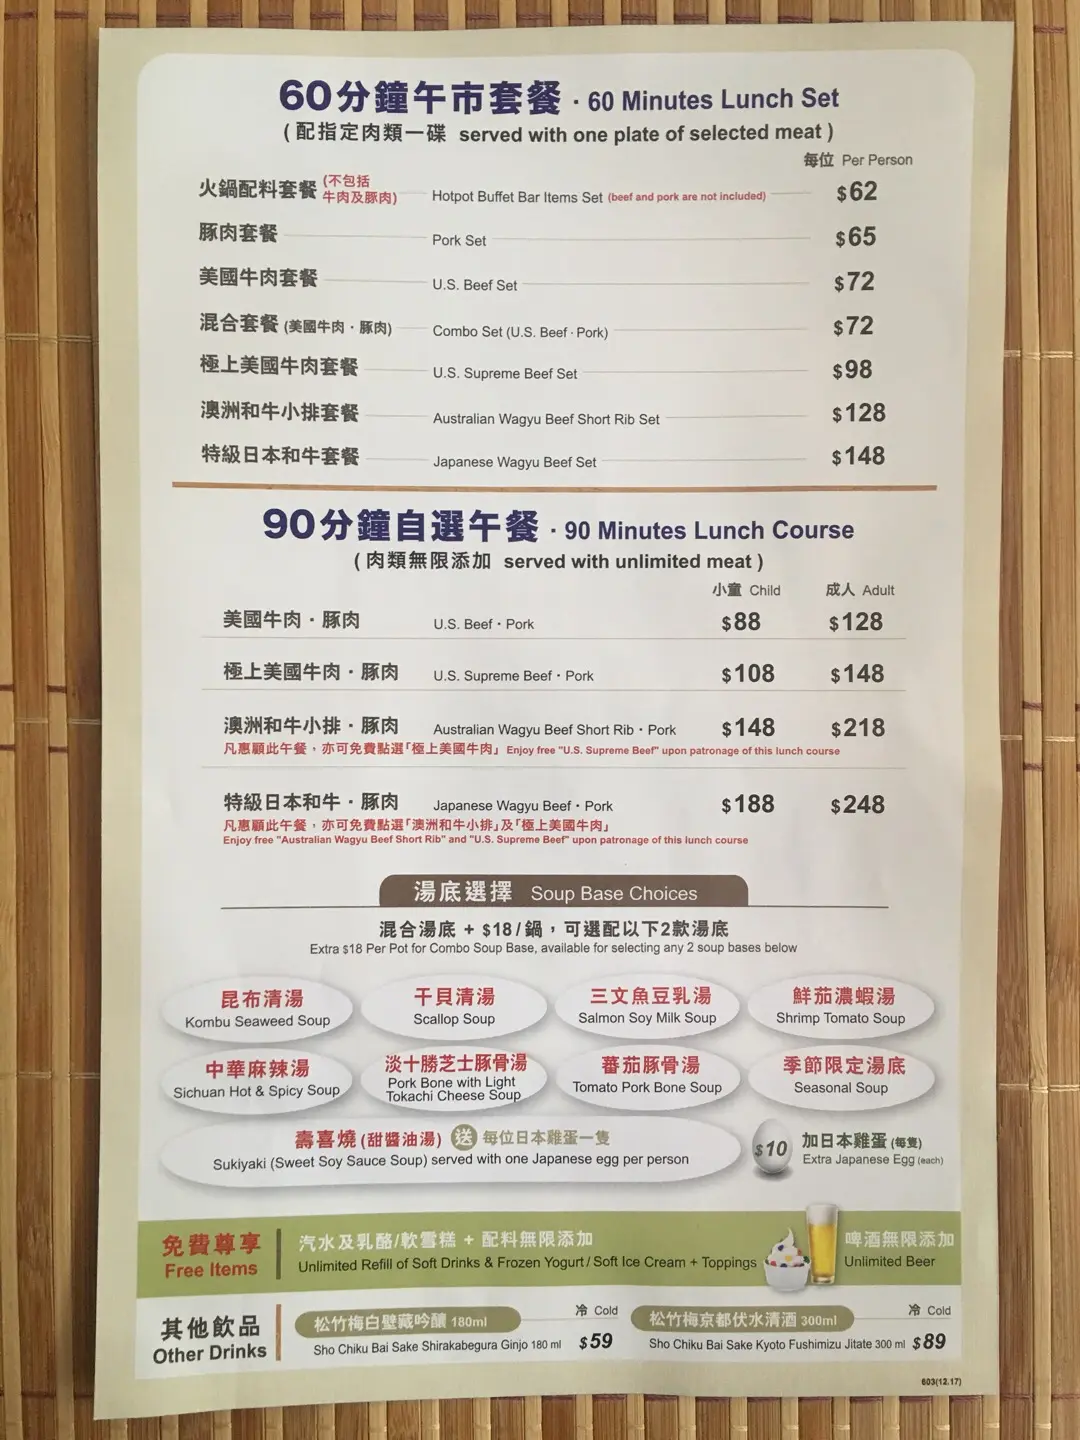 60分鐘午市套餐 · 60 Minutes Lunch Set
(配指定肉類一碟 served with one plate of selected meat)
每位 Per Person
火鍋配料套餐 (不包括牛肉及豚肉) Hotpot Buffet Bar Items Set (beef and pork are not included) $62
豚肉套餐 Pork Set $65
美國牛肉套餐 U.S. Beef Set $72
混合套餐 (美國牛肉・豚肉) Combo Set (U.S. Beef · Pork) $72
極上美國牛肉套餐 U.S. Supreme Beef Set $98
澳洲和牛小排套餐 Australian Wagyu Beef Short Rib Set $128
特級日本和牛套餐 Japanese Wagyu Beef Set $148
90分鐘自選午餐 · 90 Minutes Lunch Course
(肉類無限添加 served with unlimited meat)
小童 Child 成人 Adult
美國牛肉・豚肉 U.S. Beef・Pork $88 $128
極上美國牛肉・豚肉 U.S. Supreme Beef・Pork $108 $148
澳洲和牛小排・豚肉 Australian Wagyu Beef Short Rib・Pork $148 $218
凡惠顧此午餐，亦可免費點選「極上美國牛肉」 Enjoy free "U.S. Supreme Beef" upon patronage of this lunch course
特級日本和牛・豚肉 Japanese Wagyu Beef・Pork $188 $248
凡惠顧此午餐，亦可免費點選「澳洲和牛小排」及「極上美國牛肉」
Enjoy free "Australian Wagyu Beef Short Rib" and "U.S. Supreme Beef" upon patronage of this lunch course
湯底選擇 Soup Base Choices
混合湯底 + $18/鍋，可選配以下2款湯底
Extra $18 Per Pot for Combo Soup Base, available for selecting any 2 soup bases below
昆布清湯 干貝清湯 三文魚豆乳湯 鮮茄濃蝦湯
Kombu Seaweed Soup Scallop Soup Salmon Soy Milk Soup Shrimp Tomato Soup
中華麻辣湯 淡十勝芝士豚骨湯 蕃茄豚骨湯 季節限定湯底
Sichuan Hot & Spicy Soup Pork Bone with Light Tokachi Cheese Soup Tomato Pork Bone Soup Seasonal Soup
壽喜燒 (甜醬油湯) 送 每位日本雞蛋一隻
Sukiyaki (Sweet Soy Sauce Soup) served with one Japanese egg per person
$10 加日本雞蛋 (每隻)
Extra Japanese Egg (each)
免費尊享 汽水及乳酪/軟雪糕 + 配料無限添加 啤酒無限添加
Free Items Unlimited Refill of Soft Drinks & Frozen Yogurt/Soft Ice Cream + Toppings Unlimited Beer
其他飲品
Other Drinks
松竹梅白壁藏吟釀 180ml 冷 Cold
Sho Chiku Bai Sake Shirakabegura Ginjo 180 ml $59
松竹梅京都伏水清酒 300ml 冷 Cold
Sho Chiku Bai Sake Kyoto Fushimizu Jitate 300 ml $89
603(12.17)